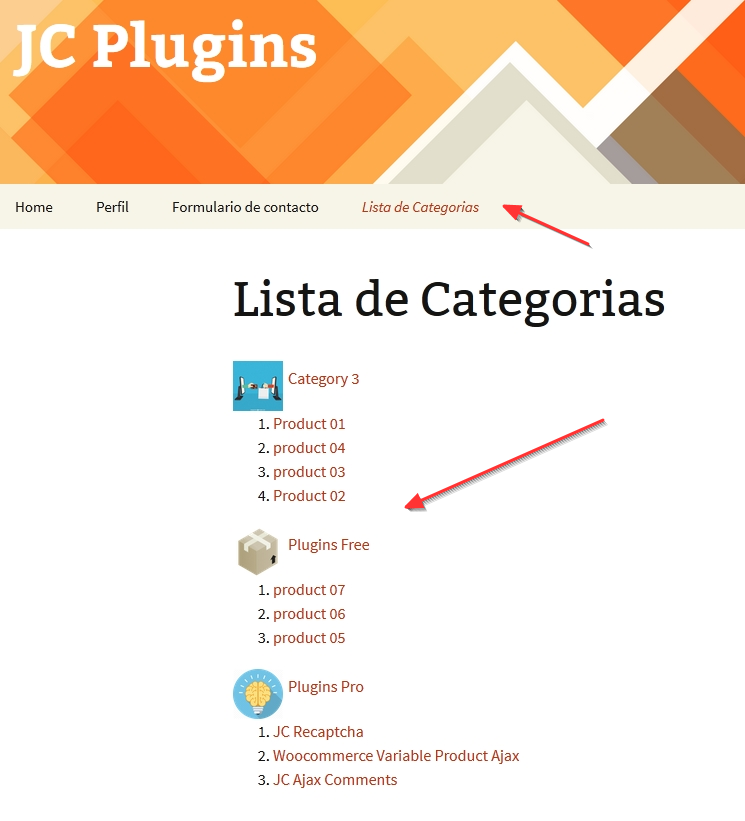 JC Plugins
Home Perfil Formulario de contacto Lista de Categorias
Lista de Categorias
Category 3
1. Product 01
2. product 04
3. product 03
4. Product 02
Plugins Free
1. product 07
2. product 06
3. product 05
Plugins Pro
1. JC Recaptcha
2. Woocommerce Variable Product Ajax
3. JC Ajax Comments